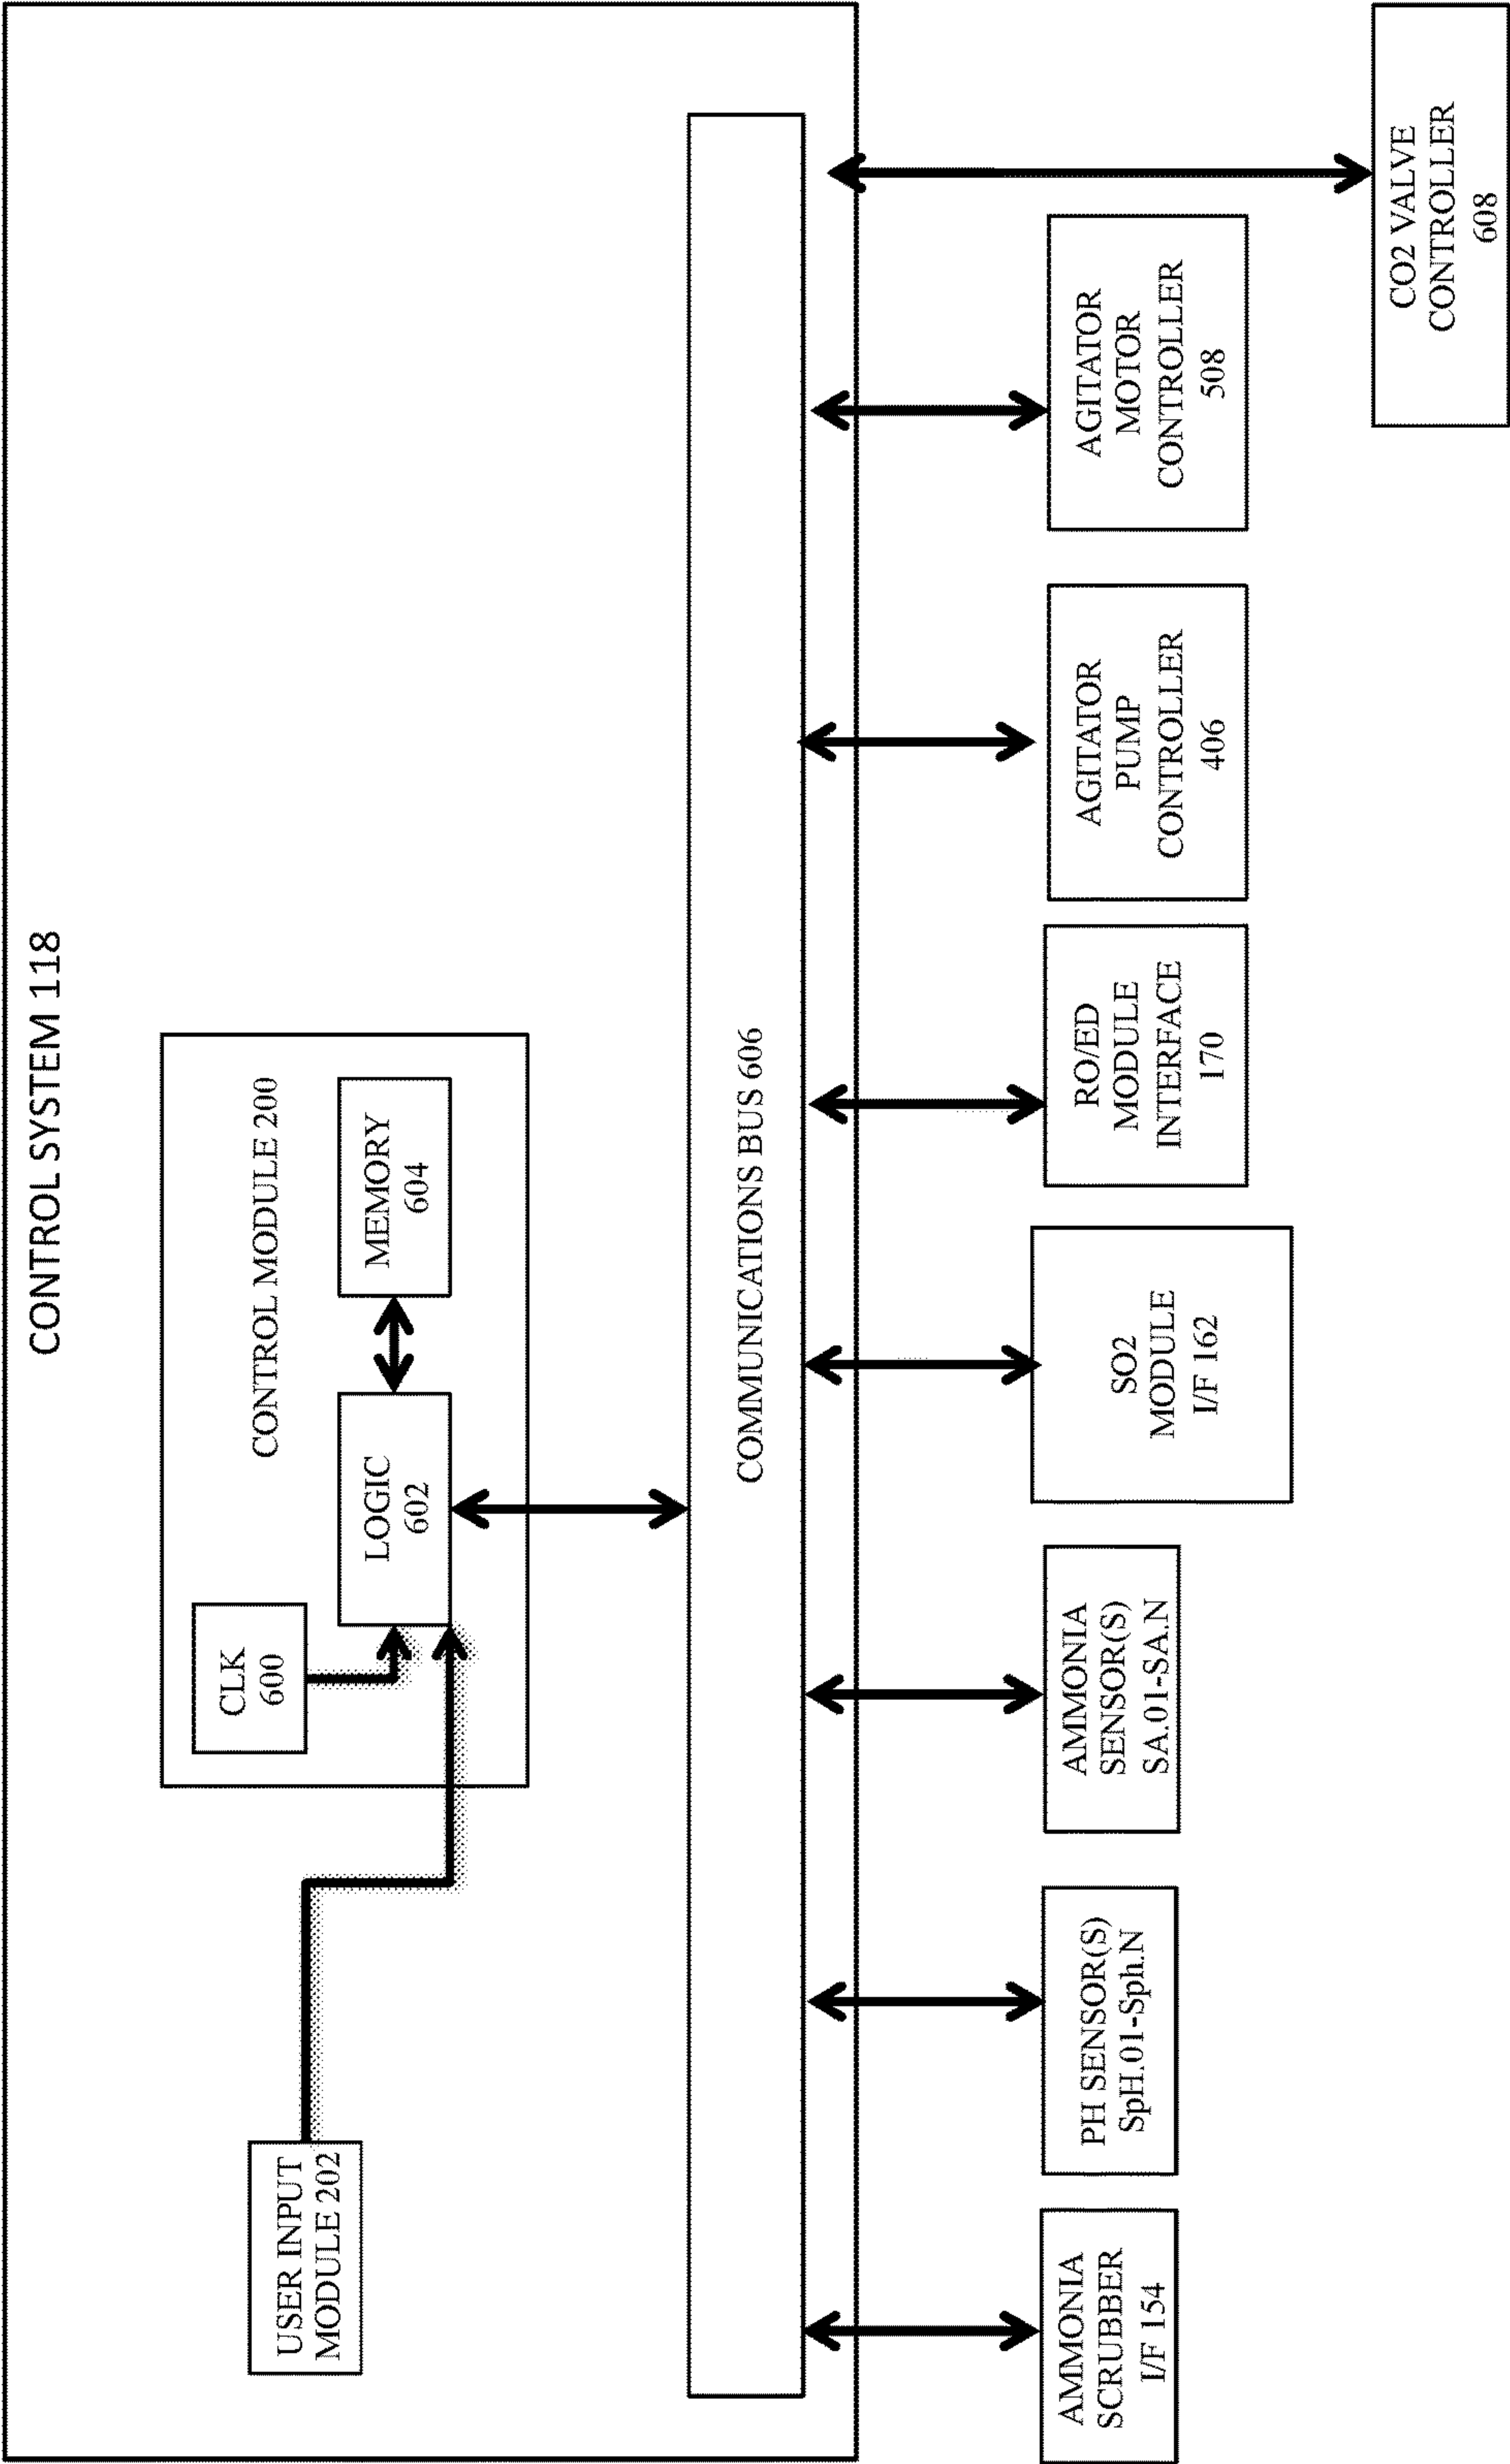 CONTROL SYSTEM 118
CONTROL MODULE 200
USER INPUT
MODULE 202
CLK
600
LOGIC
602
MEMORY
604
COMMUNICATIONS BUS 606
AMMONIA
SCRUBBER
I/F 154
PH SENSOR(S)
SpH.01-Sph.N
AMMONIA
SENSOR(S)
SA.01-SA.N
SO2
MODULE
I/F 162
RO/ED
MODULE
INTERFACE
170
AGITATOR
PUMP
CONTROLLER
406
AGITATOR
MOTOR
CONTROLLER
508
CO2 VALVE
CONTROLLER
608